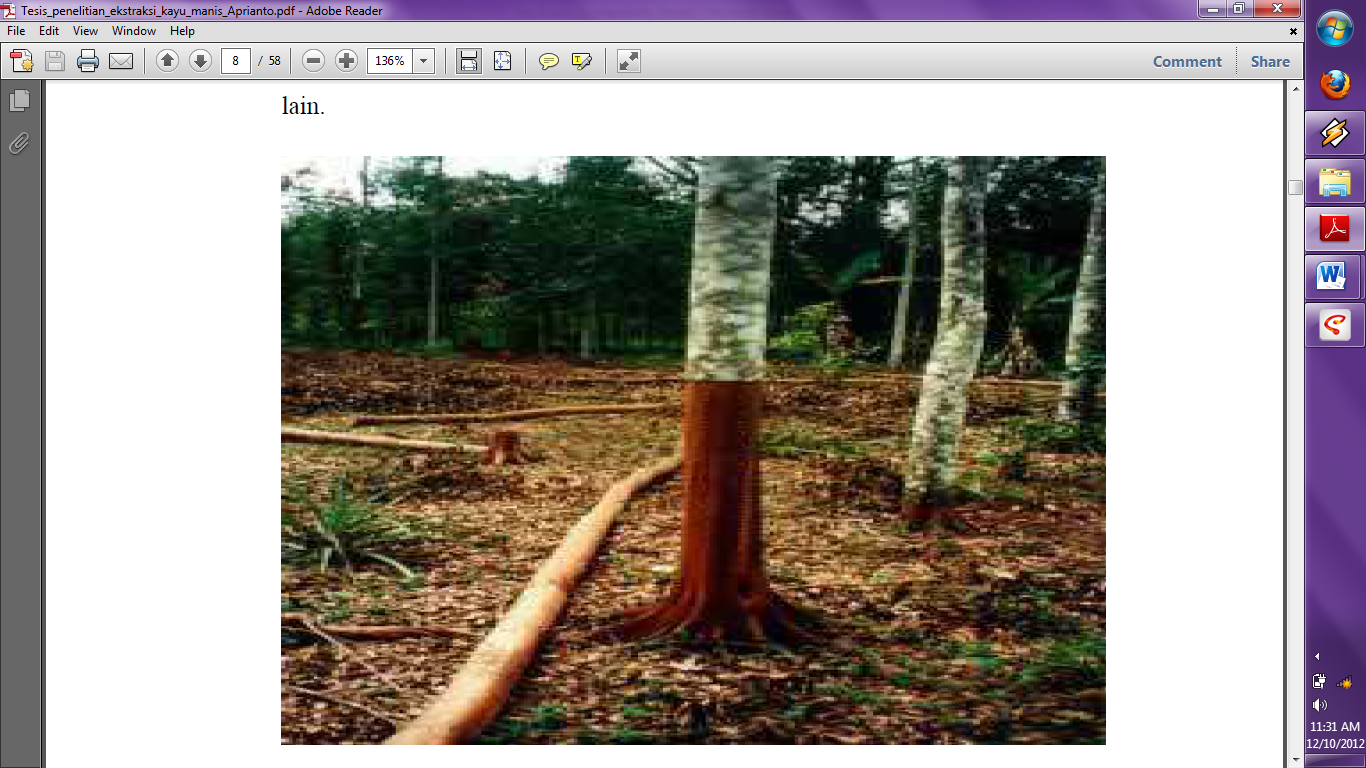 Tesis_penelitian_ekstraksi_kayu_manis_Aprianto.pdf - Adobe Reader
File Edit View Window Help
8 / 58 136% Comment Share
lain.
11:31 AM
12/10/2012